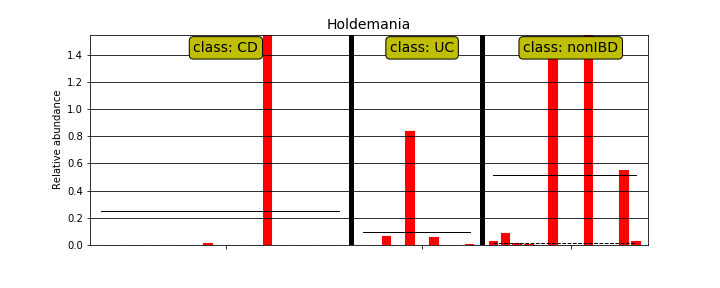 Holdemania
class: CD
class: UC
class: nonIBD
Relative abundance
1.4
1.2
1.0
0.8
0.6
0.4
0.2
0.0